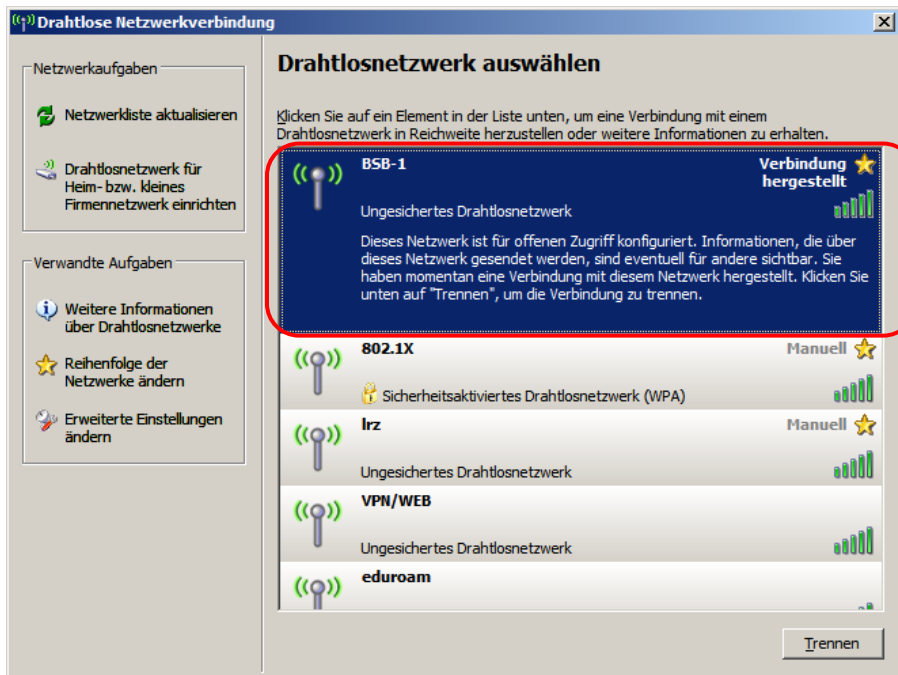 Drahtlose Netzwerkverbindung
Netzwerkaufgaben
Netzwerkliste aktualisieren
Drahtlosnetzwerk für
Heim- bzw. kleines
Firmennetzwerk einrichten
Verwandte Aufgaben
Weitere Informationen
über Drahtlosnetzwerke
Reihenfolge der
Netzwerke ändern
Erweiterte Einstellungen
ändern
Drahtlosnetzwerk auswählen
Klicken Sie auf ein Element in der Liste unten, um eine Verbindung mit einem
Drahtlosnetzwerk in Reichweite herzustellen oder weitere Informationen zu erhalten.
BSB-1
Verbindung
hergestellt
Ungesichertes Drahtlosnetzwerk
Dieses Netzwerk ist für offenen Zugriff konfiguriert. Informationen, die über
dieses Netzwerk gesendet werden, sind eventuell für andere sichtbar. Sie
haben momentan eine Verbindung mit diesem Netzwerk hergestellt. Klicken Sie
unten auf "Trennen", um die Verbindung zu trennen.
802.1X Manuell
Sicherheitsaktiviertes Drahtlosnetzwerk (WPA)
lrz Manuell
Ungesichertes Drahtlosnetzwerk
VPN/WEB
Ungesichertes Drahtlosnetzwerk
eduroam
Trennen